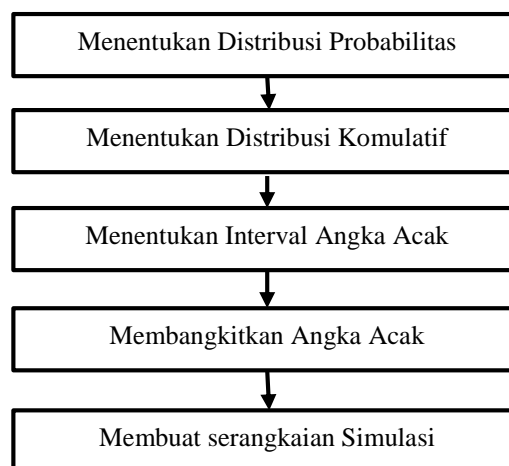 Menentukan Distribusi Probabilitas
Menentukan Distribusi Komulatif
Menentukan Interval Angka Acak
Membangkitkan Angka Acak
Membuat serangkaian Simulasi